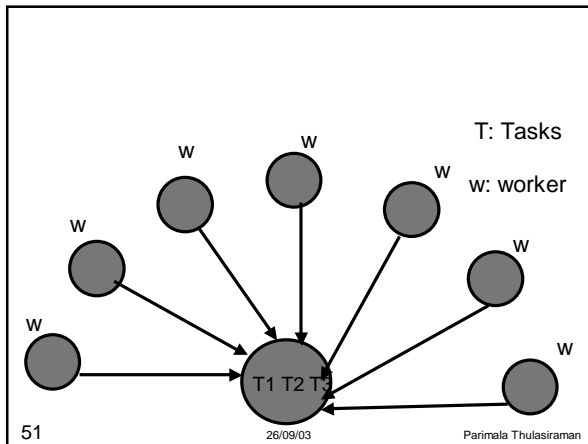 T: Tasks
w: worker
w
w
w
w
w
w
w
T1 T2 T3
51
26/09/03
Parimala Thulasiraman